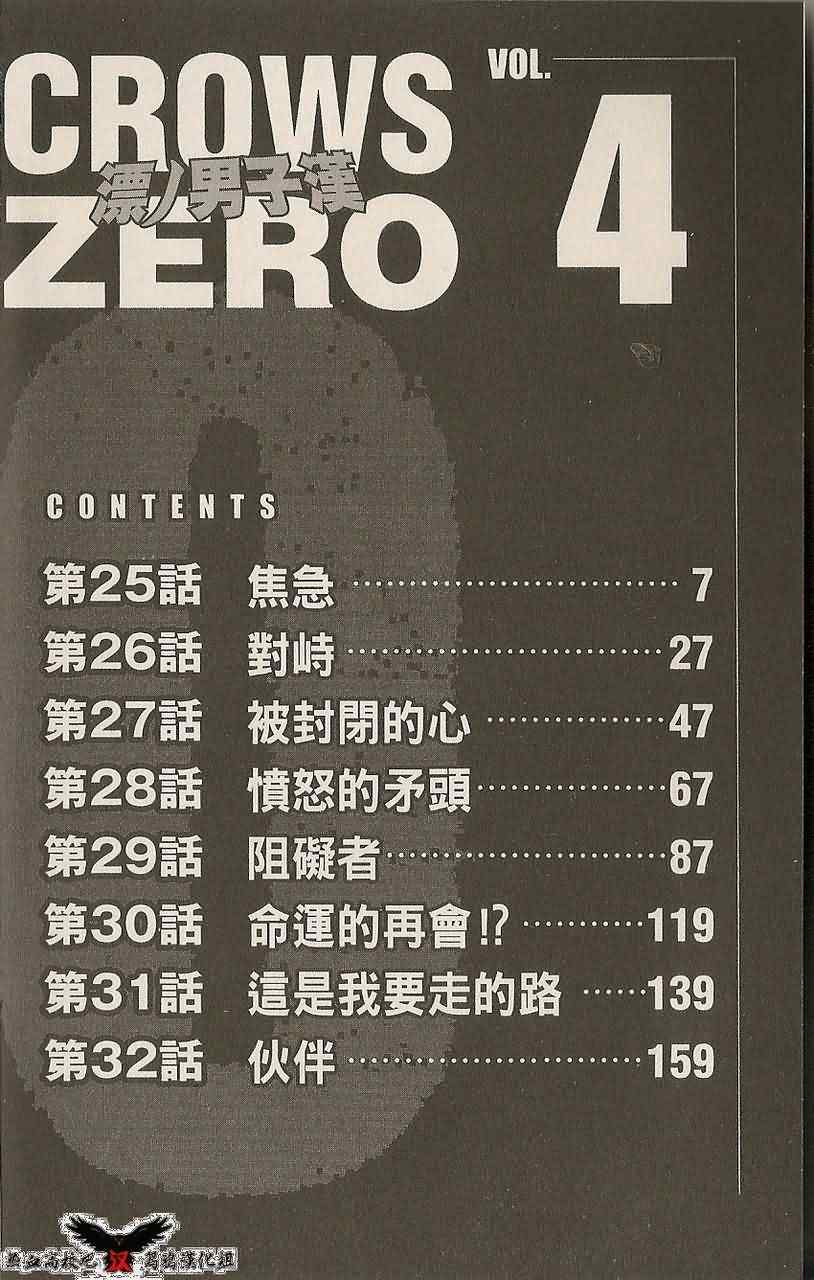 CROWS
漂ノ男子漢
ZERO
VOL.
4
CONTENTS
第25話 焦急 ⋯⋯⋯⋯⋯⋯⋯⋯⋯⋯ 7
第26話 對峙 ⋯⋯⋯⋯⋯⋯⋯⋯⋯⋯ 27
第27話 被封閉的心 ⋯⋯⋯⋯⋯⋯ 47
第28話 憤怒的矛頭 ⋯⋯⋯⋯⋯⋯ 67
第29話 阻礙者 ⋯⋯⋯⋯⋯⋯⋯⋯⋯ 87
第30話 命運的再會!? ⋯⋯⋯⋯ 119
第31話 這是我要走的路 ⋯⋯ 139
第32話 伙伴 ⋯⋯⋯⋯⋯⋯⋯⋯⋯⋯ 159
汉